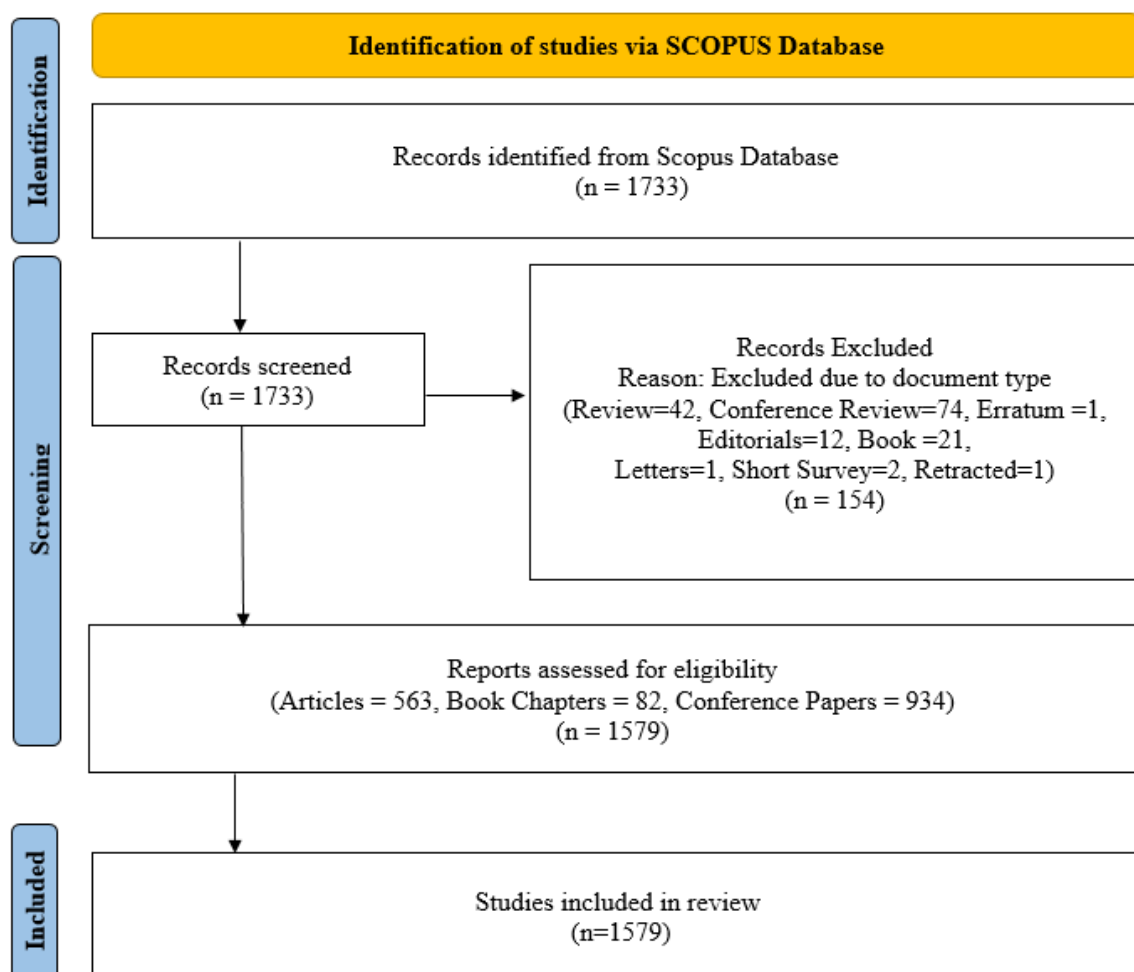 Identification of studies via SCOPUS Database
Identification
Records identified from Scopus Database
(n = 1733)
Screening
Records screened
(n = 1733)
Records Excluded
Reason: Excluded due to document type
(Review=42, Conference Review=74, Erratum =1,
Editorials=12, Book =21,
Letters=1, Short Survey=2, Retracted=1)
(n = 154)
Reports assessed for eligibility
(Articles = 563, Book Chapters = 82, Conference Papers = 934)
(n = 1579)
Included
Studies included in review
(n=1579)